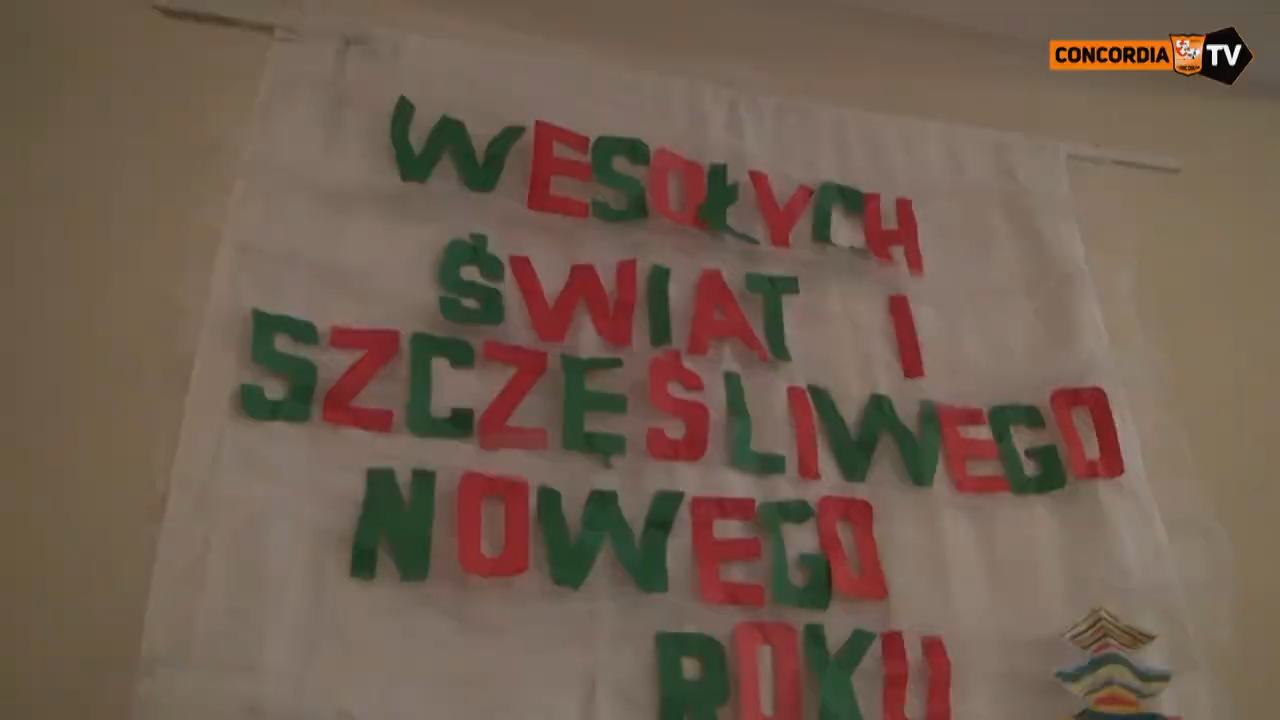 CONCORDIA TV
WESOŁYCH
ŚWIAT I
SZCZĘŚLIWEGO
NOWEGO
ROKU